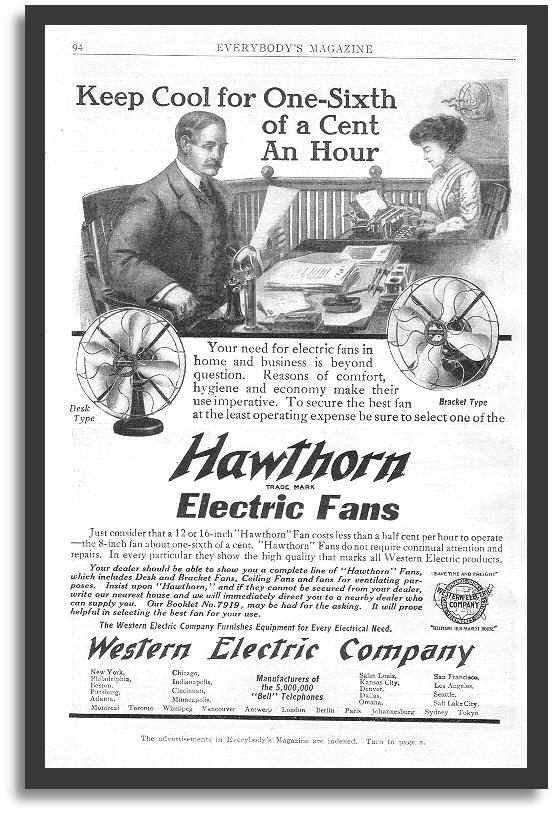 94
EVERYBODY'S MAGAZINE
Keep Cool for One-Sixth
of a Cent
An Hour
Your need for electric fans in
home and business is beyond
question. Reasons of comfort,
hygiene and economy make their
use imperative. To secure the best fan
at the least operating expense be sure to select one of the
Desk
Type
Bracket Type
Hawthorn
TRADE MARK
Electric Fans
Just consider that a 12 or 16-inch "Hawthorn" Fan costs less than a half cent per hour to operate
—the 8-inch fan about one-sixth of a cent. "Hawthorn" Fans do not require continual attention and
repairs. In every particular they show the high quality that marks all Western Electric products.
Your dealer should be able to show you a complete line of "Hawthorn" Fans,
which includes Desk and Bracket Fans, Ceiling Fans and fans for ventilating pur-
poses. Insist upon "Hawthorn," and if they cannot be secured from your dealer,
write our nearest house and we will immediately direct you to a nearby dealer who
can supply you. Our Booklet No. 7919, may be had for the asking. It will prove
helpful in selecting the best fan for your use.
"SAVE TIME AND FREIGHT"
WESTERN ELECTRIC
COMPANY
"TELEPHONE OUR NEAREST HOUSE"
The Western Electric Company Furnishes Equipment for Every Electrical Need.
Western Electric Company
New York,
Philadelphia,
Boston,
Pittsburg,
Atlanta.
Chicago,
Indianapolis,
Cincinnati,
Minneapolis.
Manufacturers of
the 5,000,000
"Bell" Telephones
Saint Louis,
Kansas City,
Denver,
Dallas,
Omaha.
San Francisco,
Los Angeles,
Seattle,
Salt Lake City.
Montreal Toronto Winnipeg Vancouver Antwerp London Berlin Paris Johannesburg Sydney Tokyo
The advertisements in Everybody's Magazine are indexed. Turn to page 2.